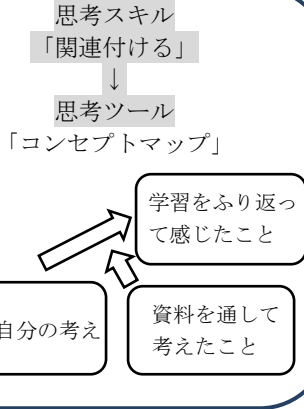 思考スキル
「関連付ける」
↓
思考ツール
「コンセプトマップ」
学習をふり返っ
て感じたこと
自分の考え
資料を通して
考えたこと